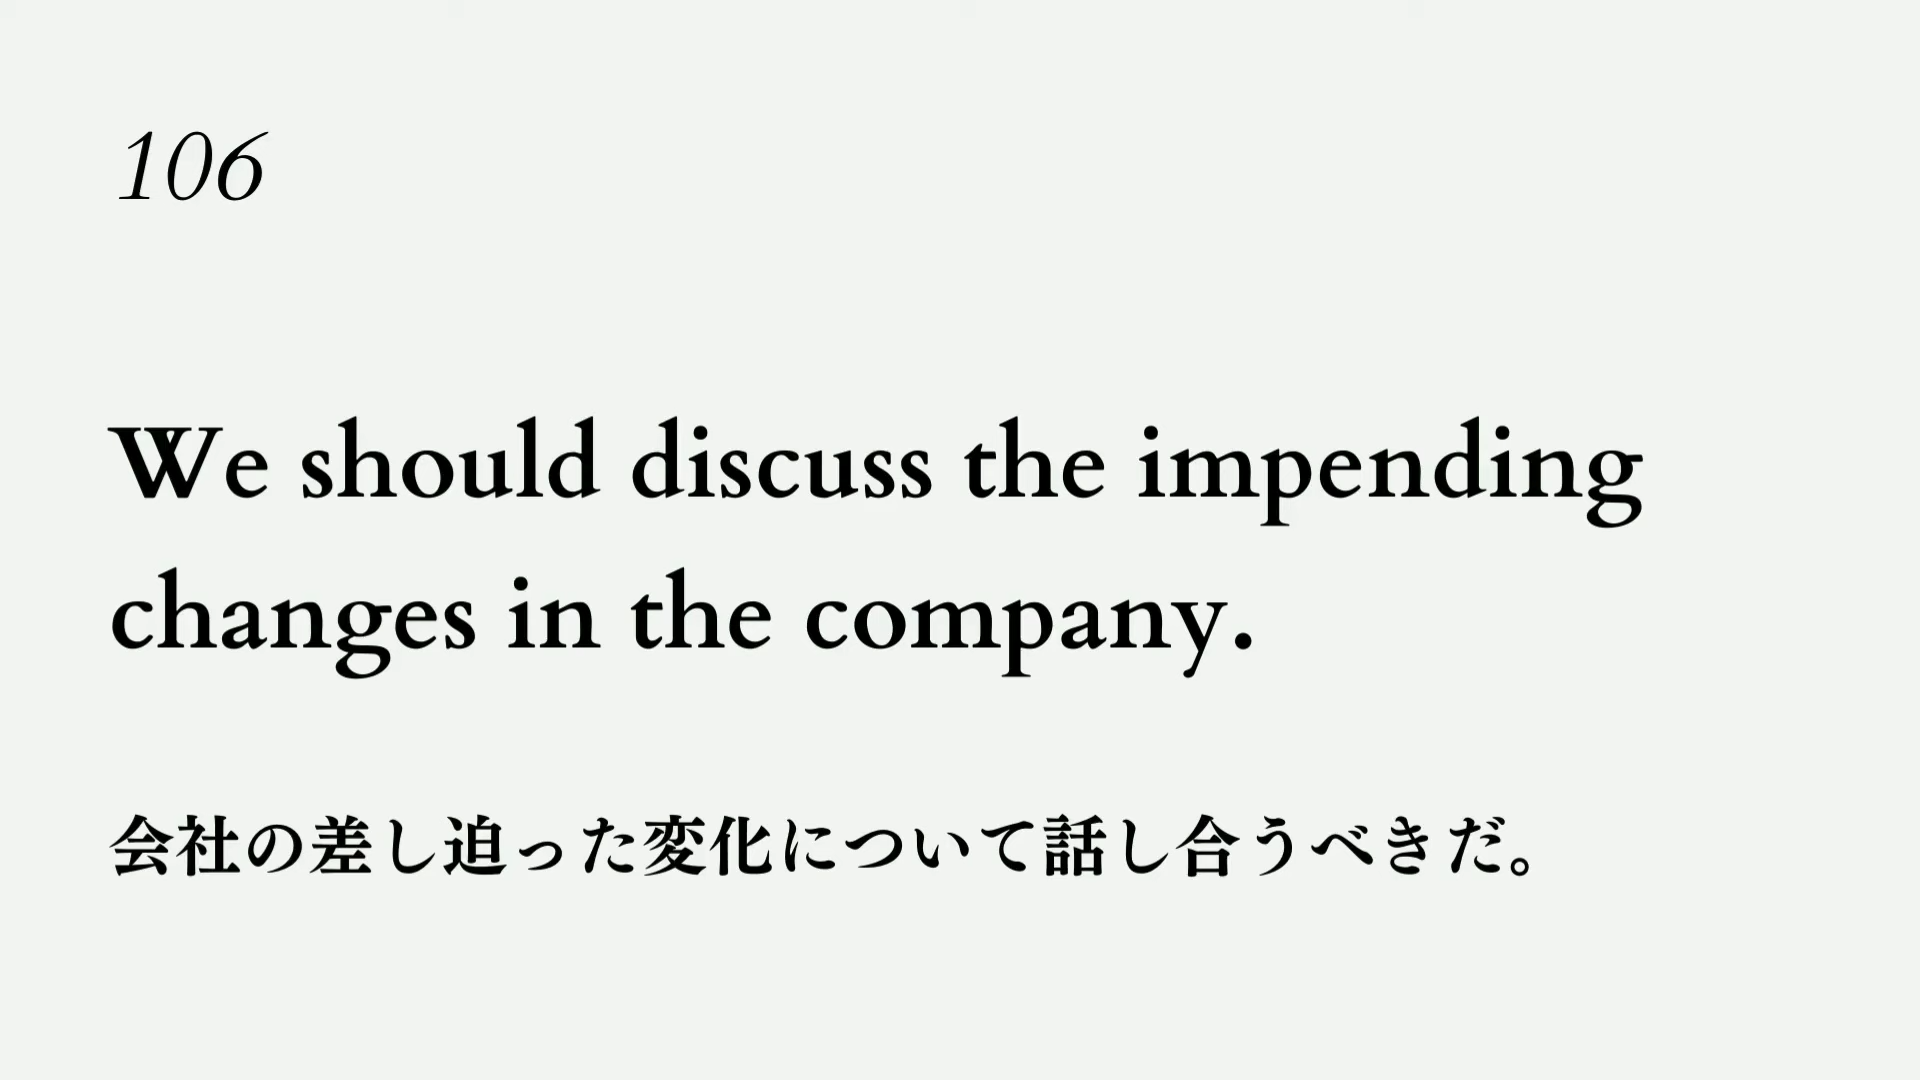 106
We should discuss the impending
changes in the company.
会社の差し迫った変化について話し合うべきだ。